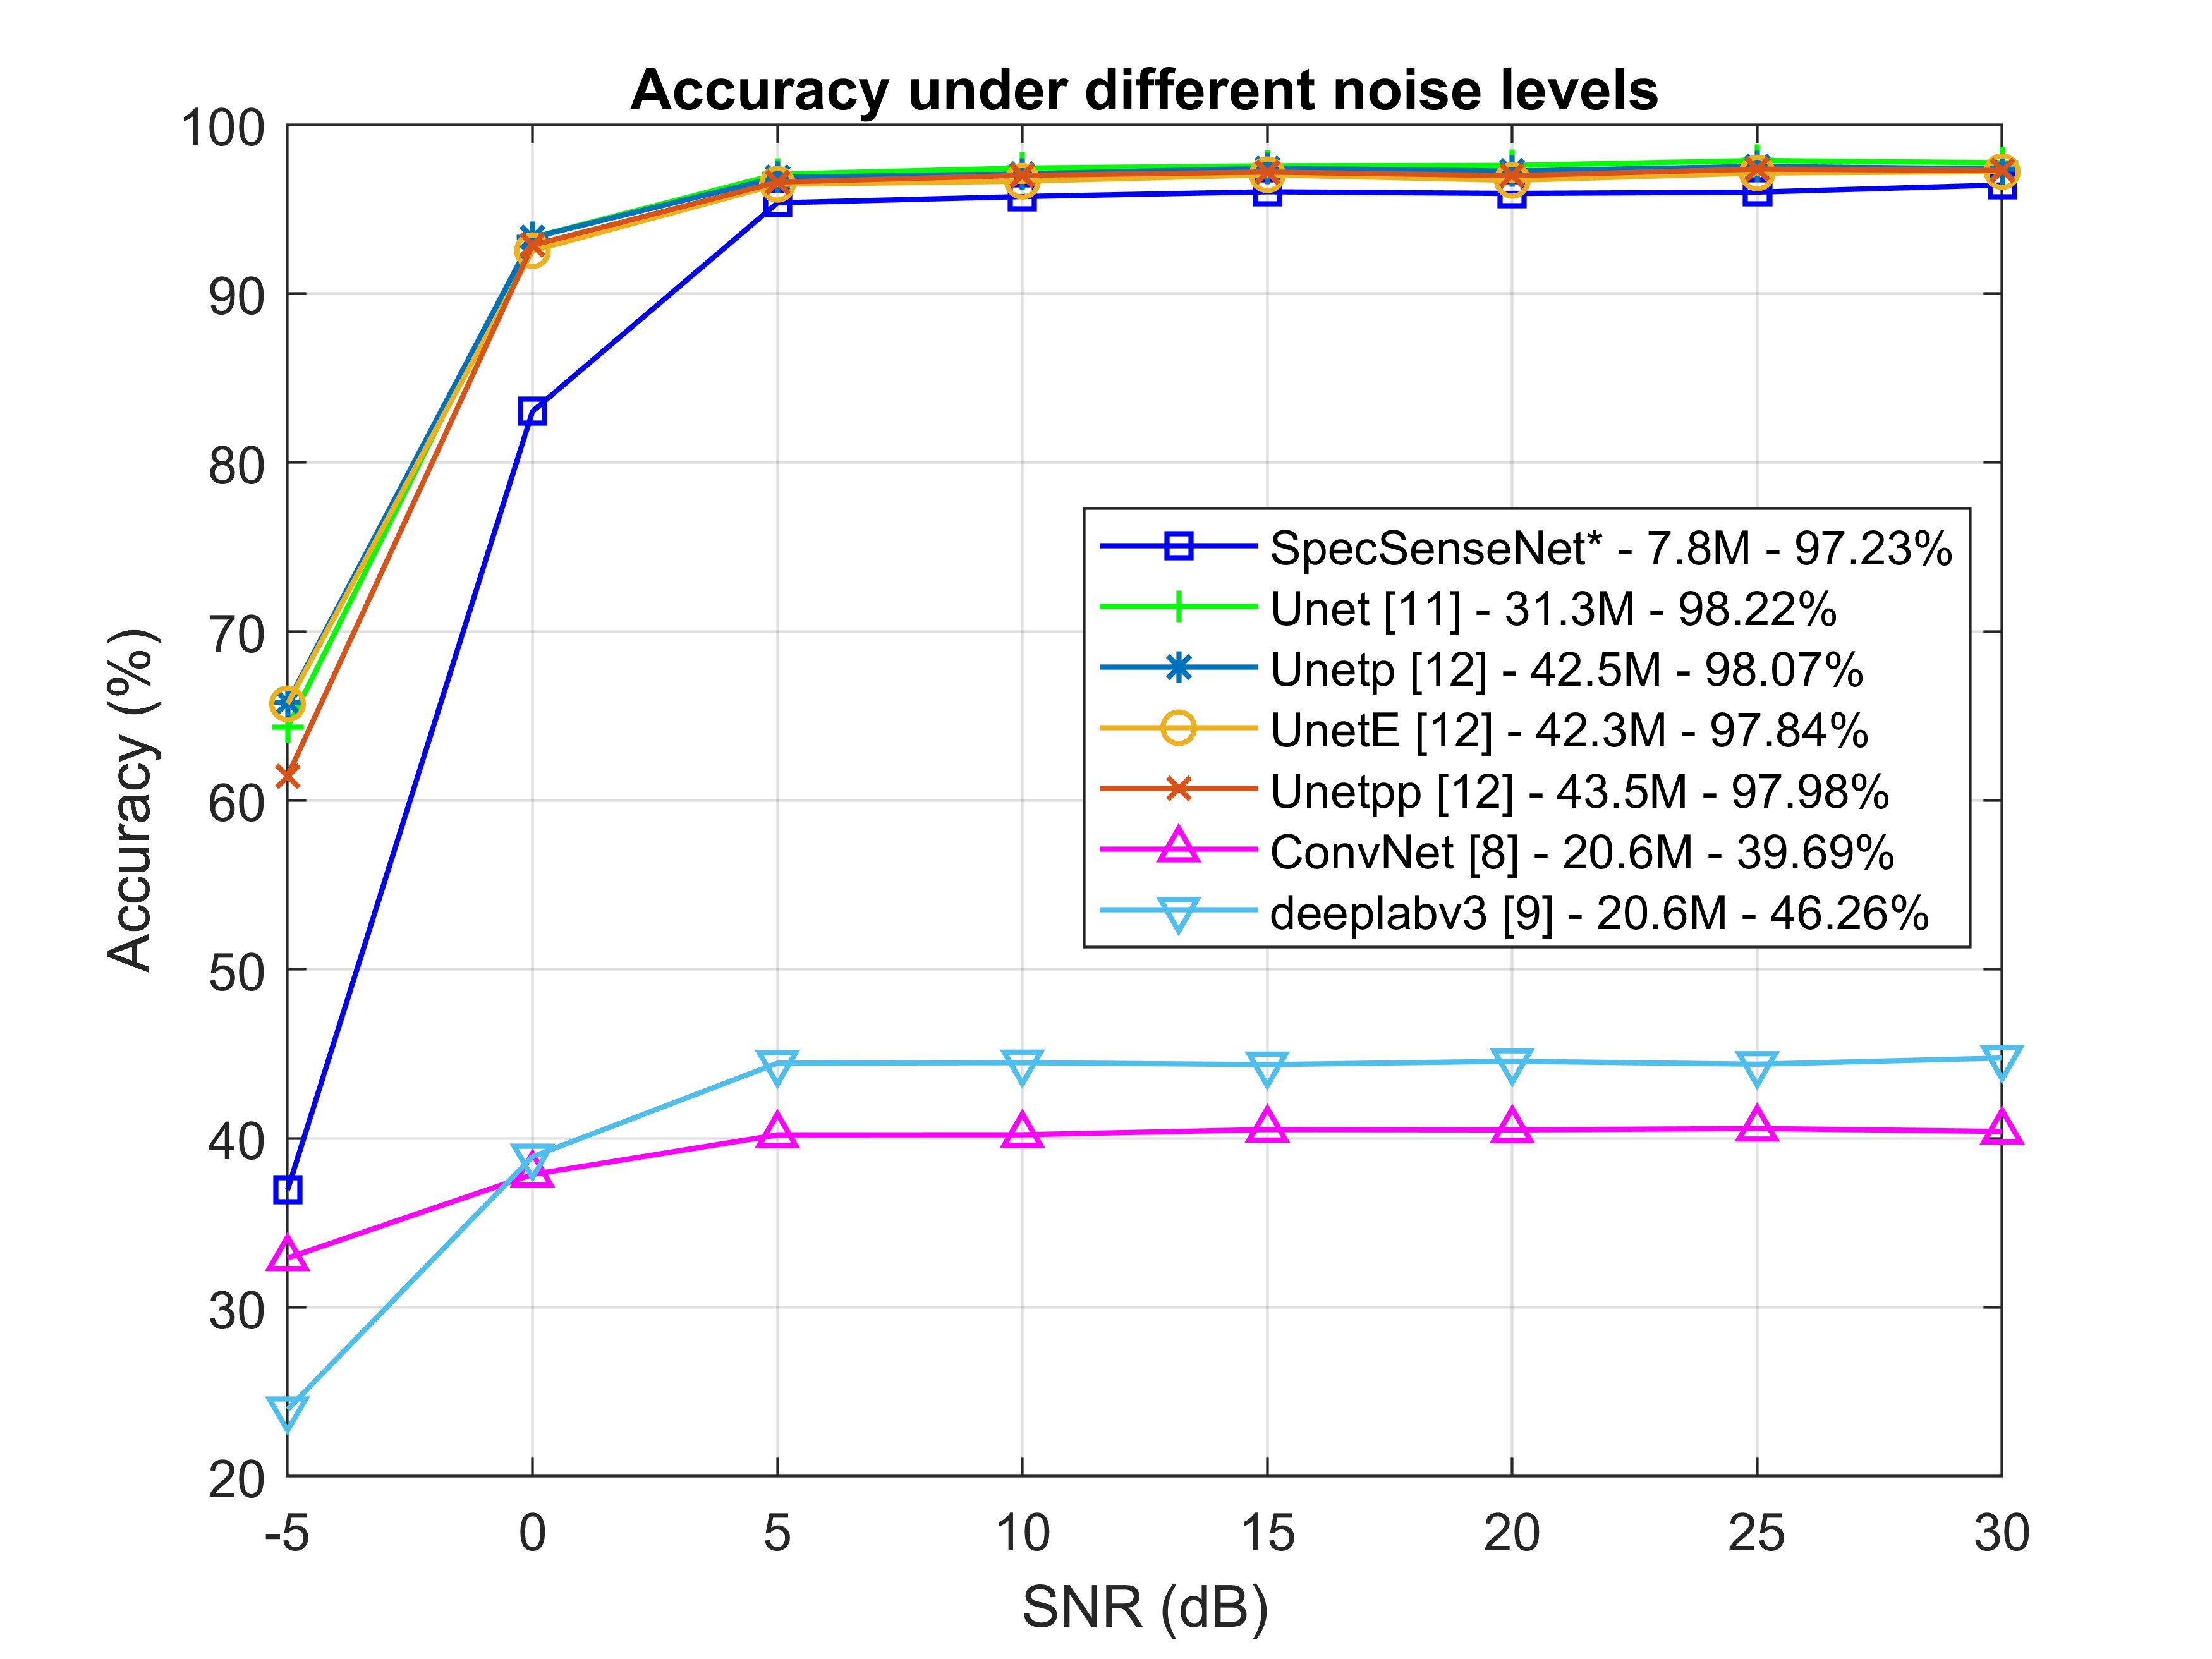 Accuracy under different noise levels
100
90
80
70
60
50
40
30
20
Accuracy (%)
SpecSenseNet* - 7.8M - 97.23%
Unet [11] - 31.3M - 98.22%
Unetp [12] - 42.5M - 98.07%
UnetE [12] - 42.3M - 97.84%
Unetpp [12] - 43.5M - 97.98%
ConvNet [8] - 20.6M - 39.69%
deeplabv3 [9] - 20.6M - 46.26%
-5 0 5 10 15 20 25 30
SNR (dB)